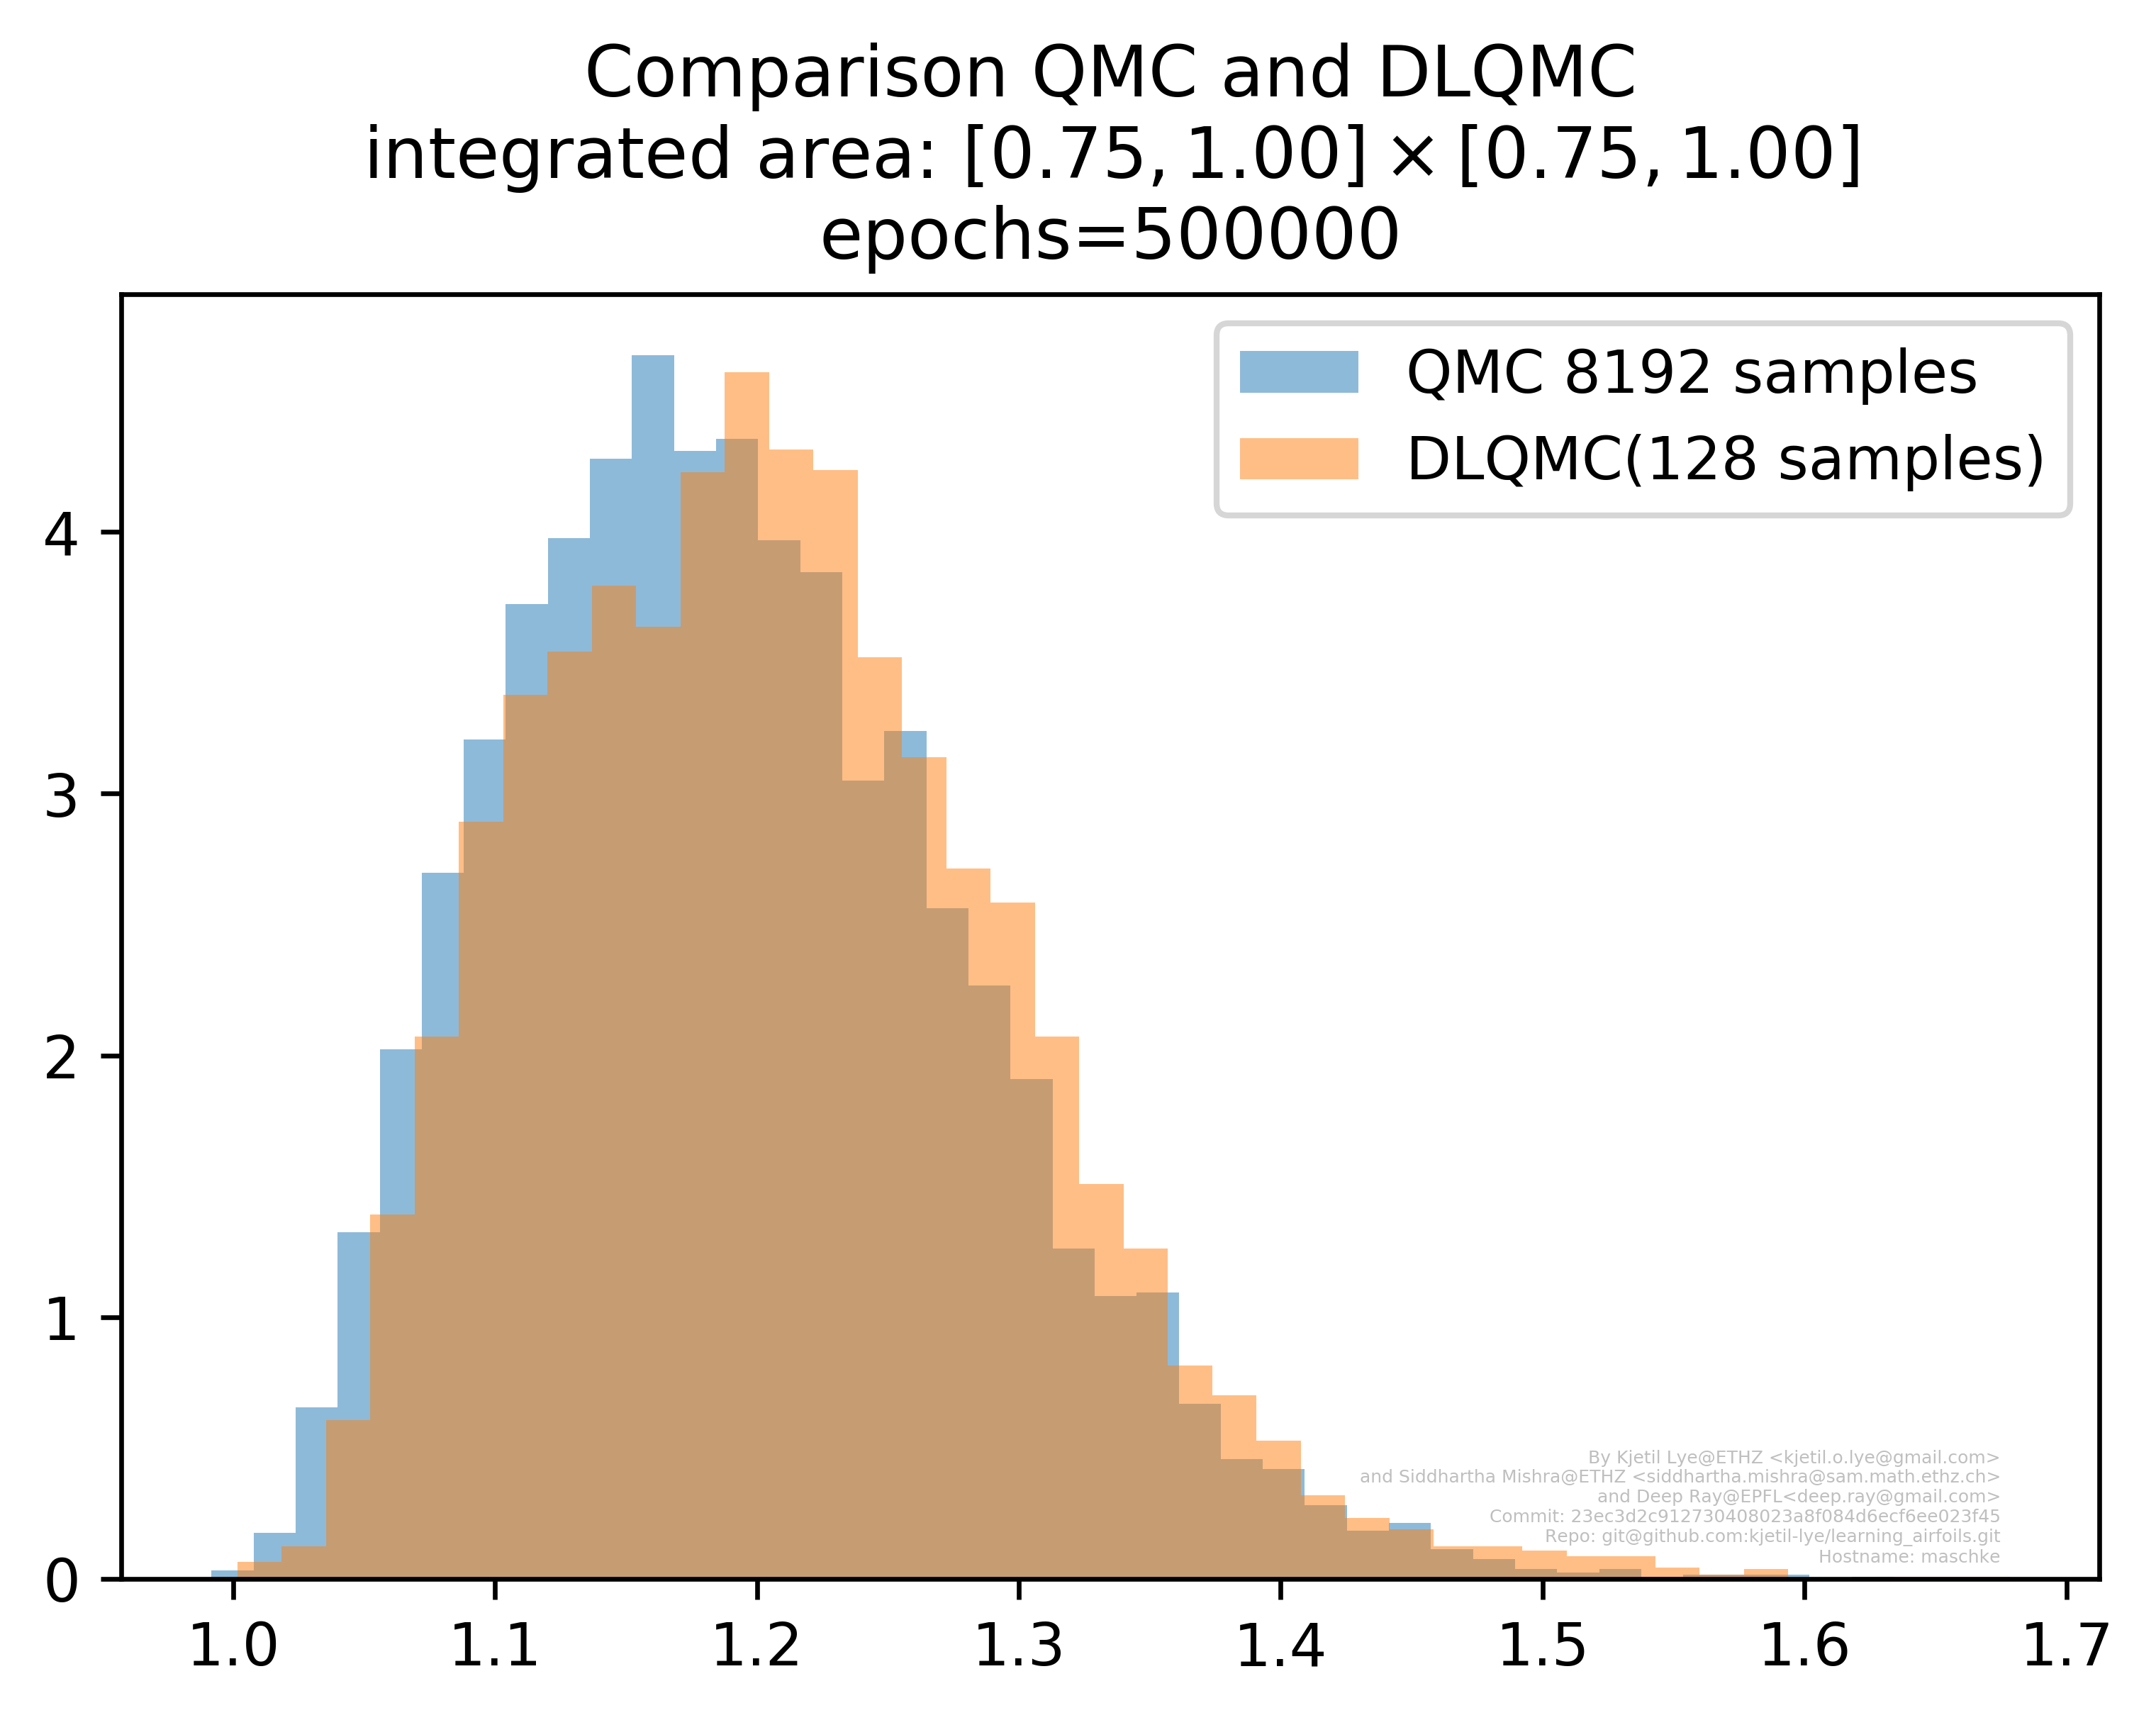 Comparison QMC and DLQMC
integrated area: [0.75, 1.00] × [0.75, 1.00]
epochs=500000
QMC 8192 samples
DLQMC(128 samples)
4
3
2
1
0
By Kjetil Lye@ETHZ <kjetil.o.lye@gmail.com>
and Siddhartha Mishra@ETHZ <siddhartha.mishra@sam.math.ethz.ch>
and Deep Ray@EPFL<deep.ray@gmail.com>
Commit: 23ec3d2c912730408023a8f084d6ecf6ee023f45
Repo: git@github.com:kjetil-lye/learning_airfoils.git
Hostname: maschke
1.0 1.1 1.2 1.3 1.4 1.5 1.6 1.7